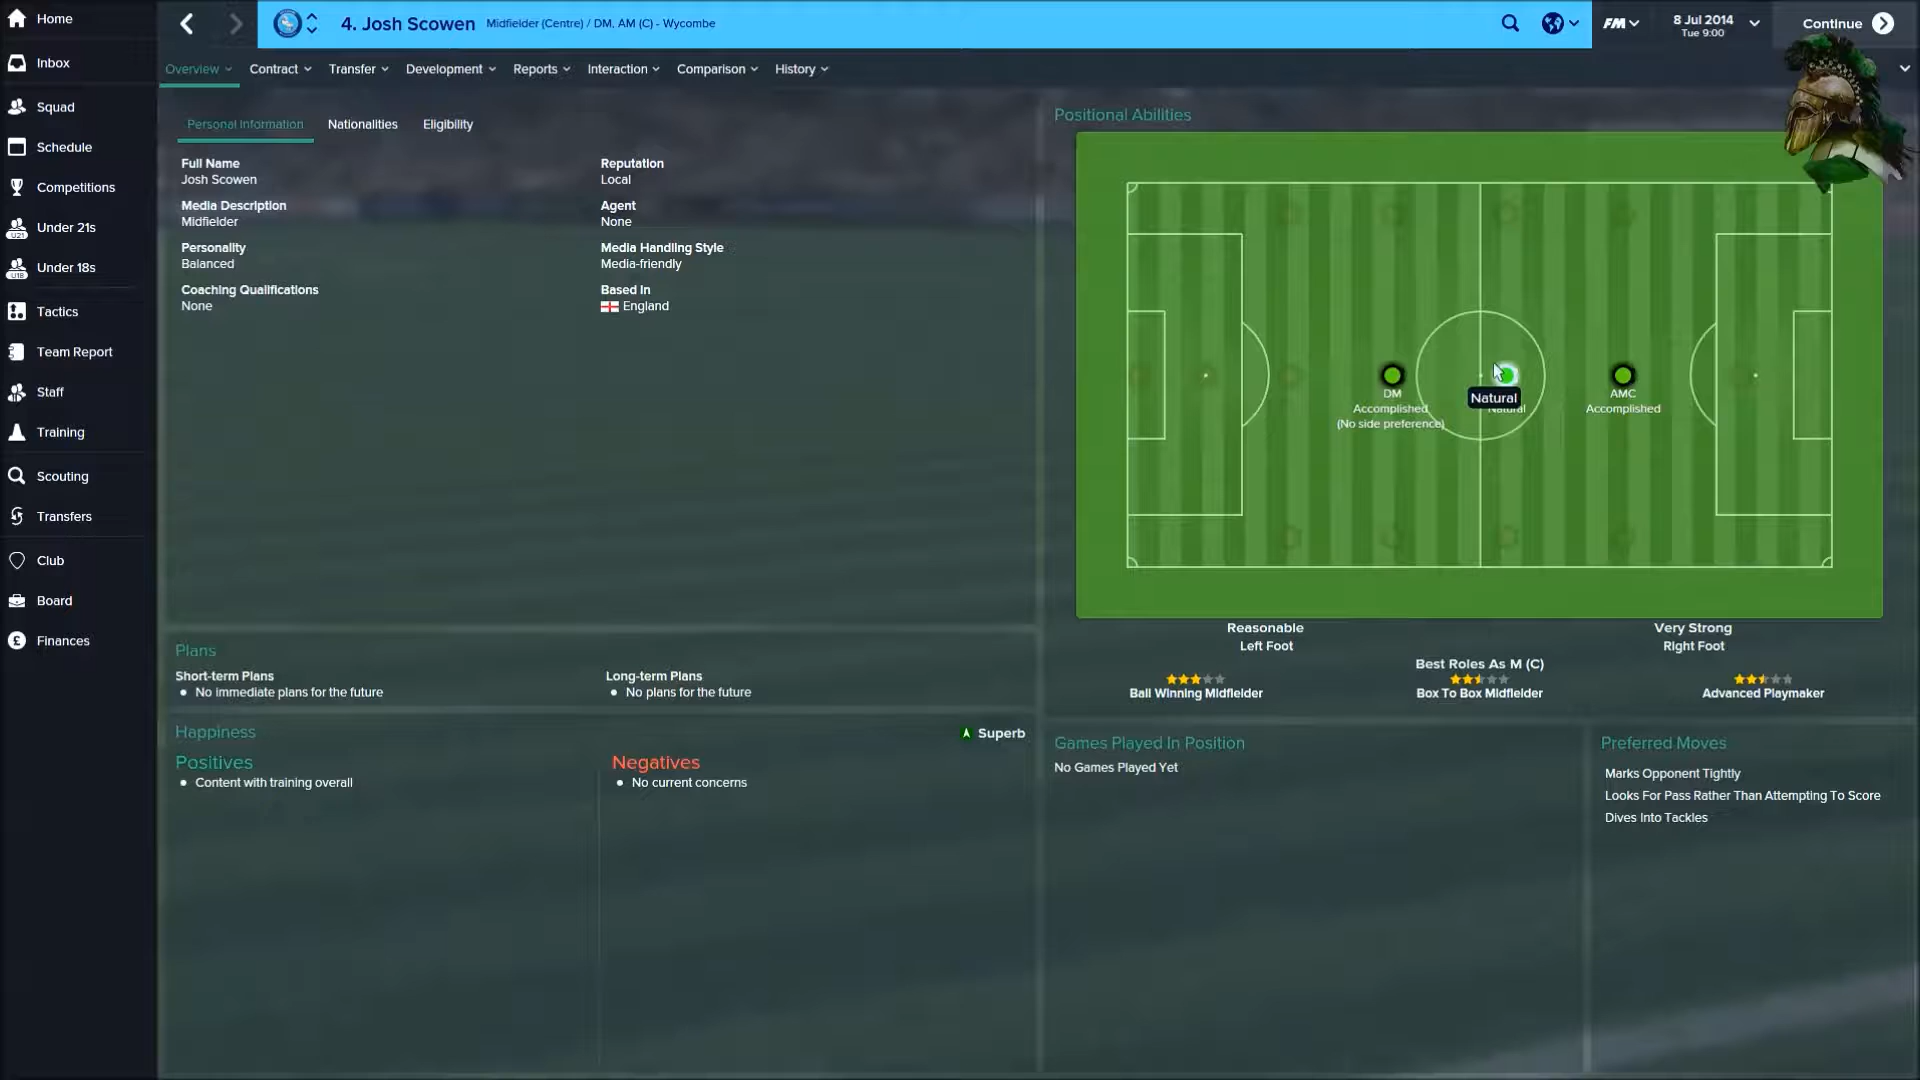 Home
Inbox
Squad
Schedule
Competitions
Under 21s
Under 18s
Tactics
Team Report
Staff
Training
Scouting
Transfers
Club
Board
Finances
4. Josh Scowen Midfielder (Centre) / DM, AM (C) - Wycombe
FM
8 Jul 2014
Tue 9:00
Continue
Overview Contract Transfer Development Reports Interaction Comparison History
Personal Information Nationalities Eligibility
Full Name
Josh Scowen
Media Description
Midfielder
Personality
Balanced
Coaching Qualifications
None
Reputation
Local
Agent
None
Media Handling Style
Media-friendly
Based In
England
Plans
Short-term Plans
No immediate plans for the future
Long-term Plans
No plans for the future
Happiness
Superb
Positives
Content with training overall
Negatives
No current concerns
Positional Abilities
DM
Accomplished
(No side preference)
Natural
Natural
AMC
Accomplished
Reasonable
Left Foot
Very Strong
Right Foot
Best Roles As M (C)
Ball Winning Midfielder
Box To Box Midfielder
Advanced Playmaker
Games Played In Position
No Games Played Yet
Preferred Moves
Marks Opponent Tightly
Looks For Pass Rather Than Attempting To Score
Dives Into Tackles